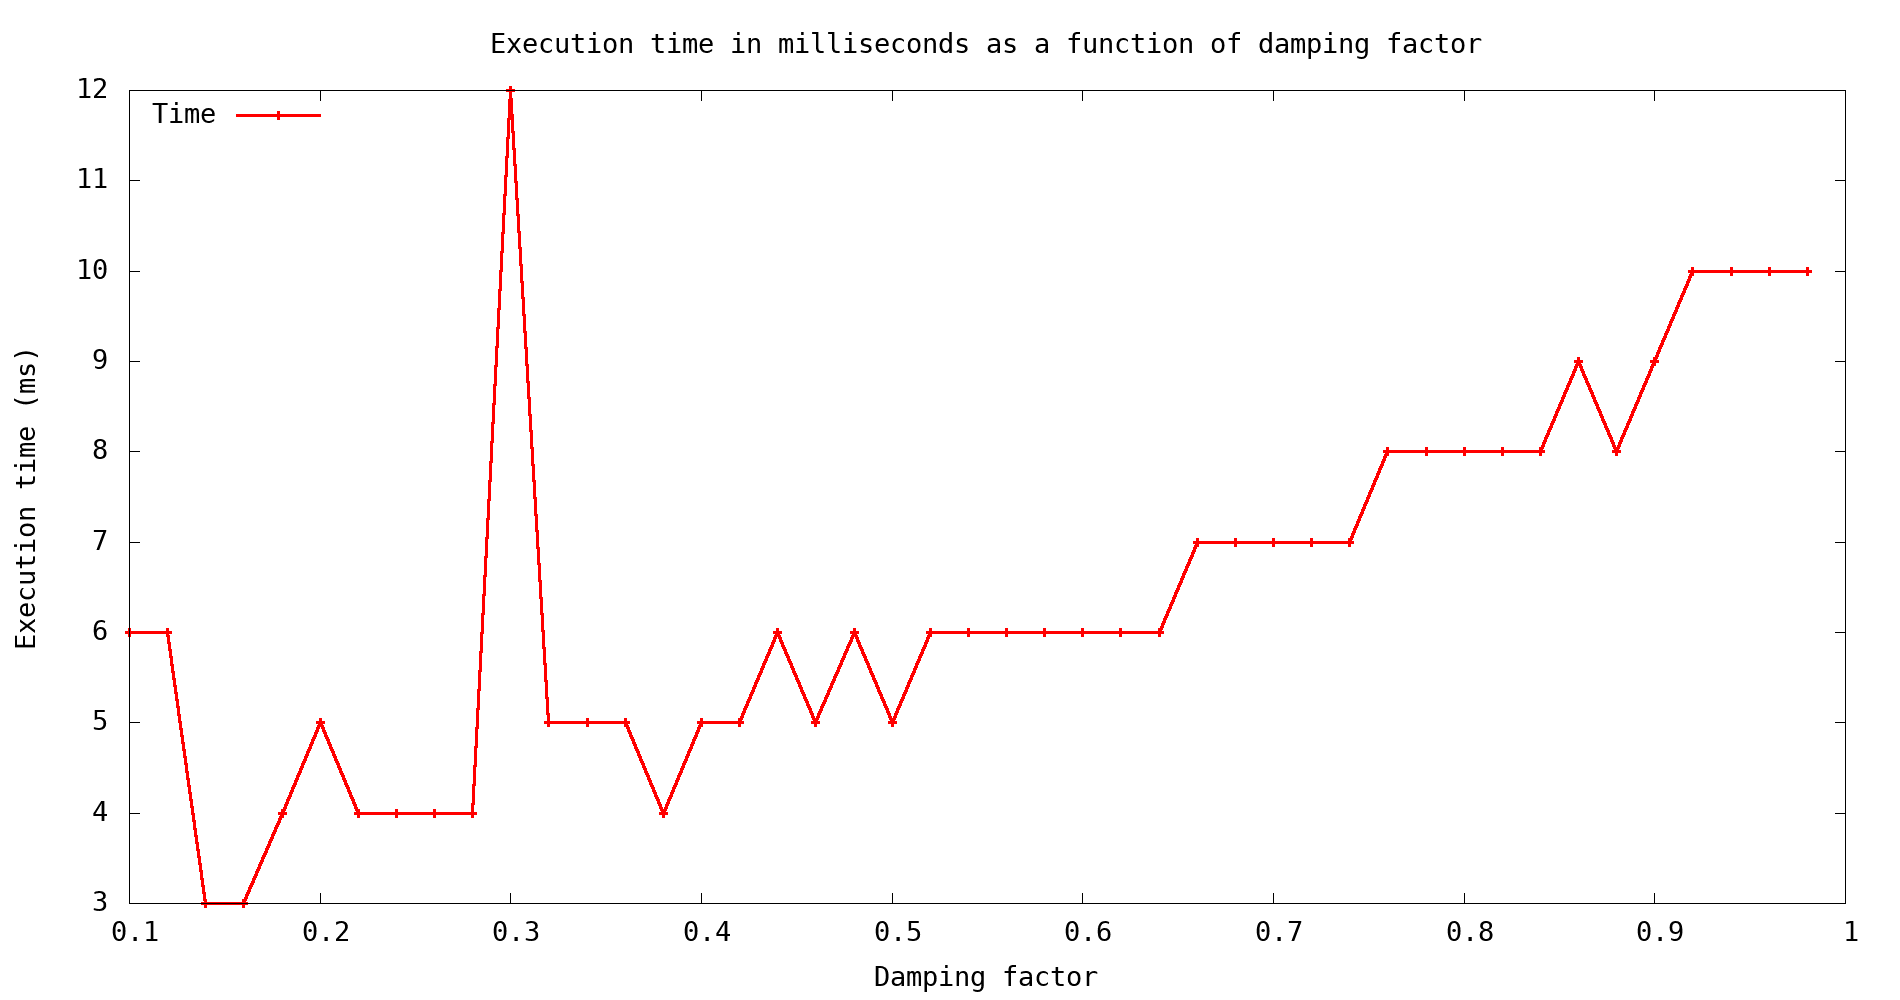 Execution time in milliseconds as a function of damping factor
Time
12
11
10
9
8
7
6
5
4
3
Execution time (ms)
0.1 0.2 0.3 0.4 0.5 0.6 0.7 0.8 0.9 1
Damping factor